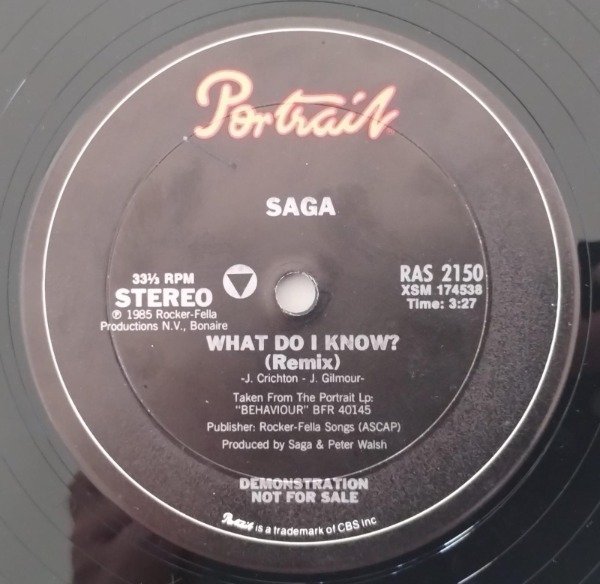 Portrait
SAGA
33⅓ RPM
STEREO
℗ 1985 Rocker-Fella
Productions N.V., Bonaire
RAS 2150
XSM 174538
Time: 3:27
WHAT DO I KNOW?
(Remix)
-J. Crichton - J. Gilmour-
Taken From The Portrait Lp:
"BEHAVIOUR" BFR 40145
Publisher: Rocker-Fella Songs (ASCAP)
Produced by Saga & Peter Walsh
DEMONSTRATION
NOT FOR SALE
Portrait is a trademark of CBS Inc